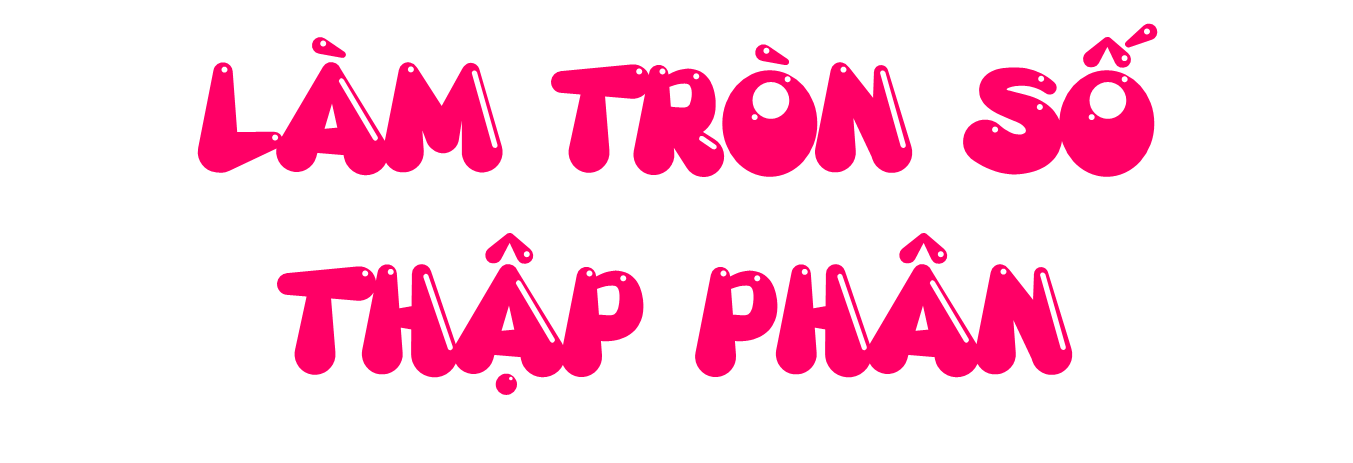 LÀM TRÒN SỐ
THẬP PHÂN